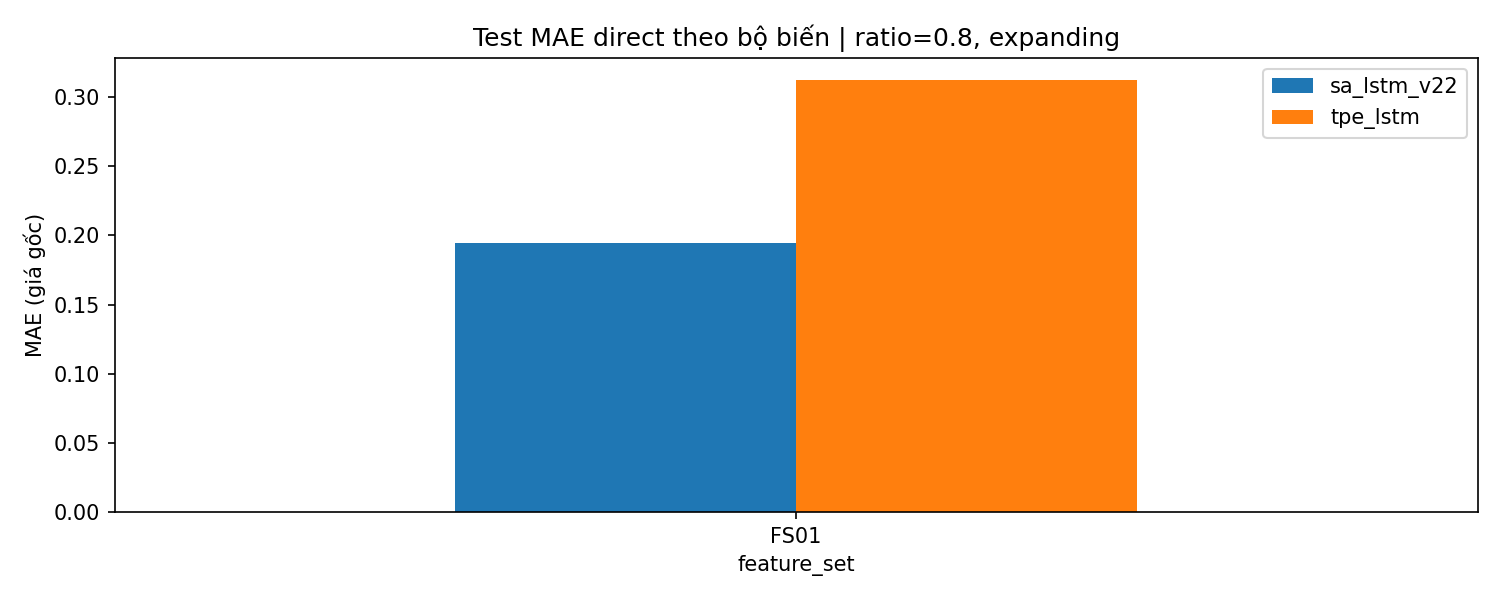 Test MAE direct theo bộ biến | ratio=0.8, expanding
sa_lstm_v22
tpe_lstm
MAE (giá gốc)
0.30
0.25
0.20
0.15
0.10
0.05
0.00
FS01
feature_set